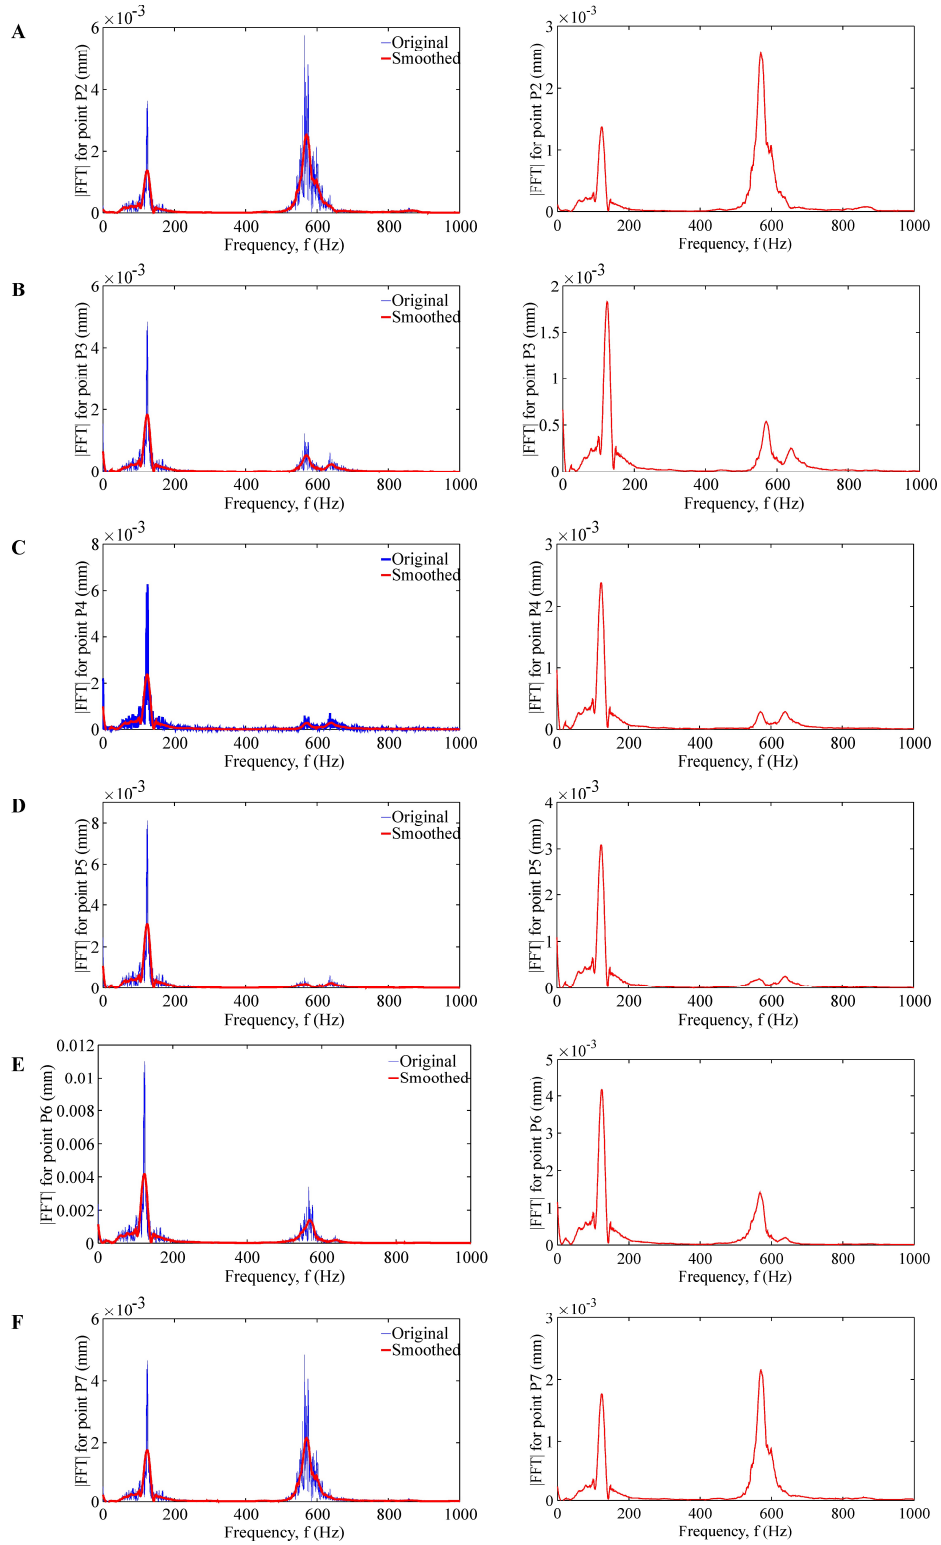 A
×10⁻³
6
4
2
0
0 200 400 600 800 1000
Frequency, f (Hz)
|FFT| for point P2 (mm)
Original
Smoothed
×10⁻³
3
2
1
0
0 200 400 600 800 1000
Frequency, f (Hz)
|FFT| for point P2 (mm)
B
×10⁻³
6
4
2
0
0 200 400 600 800 1000
Frequency, f (Hz)
|FFT| for point P3 (mm)
Original
Smoothed
×10⁻³
2
1.5
1
0.5
0
0 200 400 600 800 1000
Frequency, f (Hz)
|FFT| for point P3 (mm)
C
×10⁻³
8
6
4
2
0
0 200 400 600 800 1000
Frequency, f (Hz)
|FFT| for point P4 (mm)
Original
Smoothed
×10⁻³
3
2
1
0
0 200 400 600 800 1000
Frequency, f (Hz)
|FFT| for point P4 (mm)
D
×10⁻³
8
6
4
2
0
0 200 400 600 800 1000
Frequency, f (Hz)
|FFT| for point P5 (mm)
Original
Smoothed
×10⁻³
4
3
2
1
0
0 200 400 600 800 1000
Frequency, f (Hz)
|FFT| for point P5 (mm)
E
0.012
0.01
0.008
0.006
0.004
0.002
0
0 200 400 600 800 1000
Frequency, f (Hz)
|FFT| for point P6 (mm)
Original
Smoothed
×10⁻³
5
4
3
2
1
0
0 200 400 600 800 1000
Frequency, f (Hz)
|FFT| for point P6 (mm)
F
×10⁻³
6
4
2
0
0 200 400 600 800 1000
Frequency, f (Hz)
|FFT| for point P7 (mm)
Original
Smoothed
×10⁻³
3
2
1
0
0 200 400 600 800 1000
Frequency, f (Hz)
|FFT| for point P7 (mm)